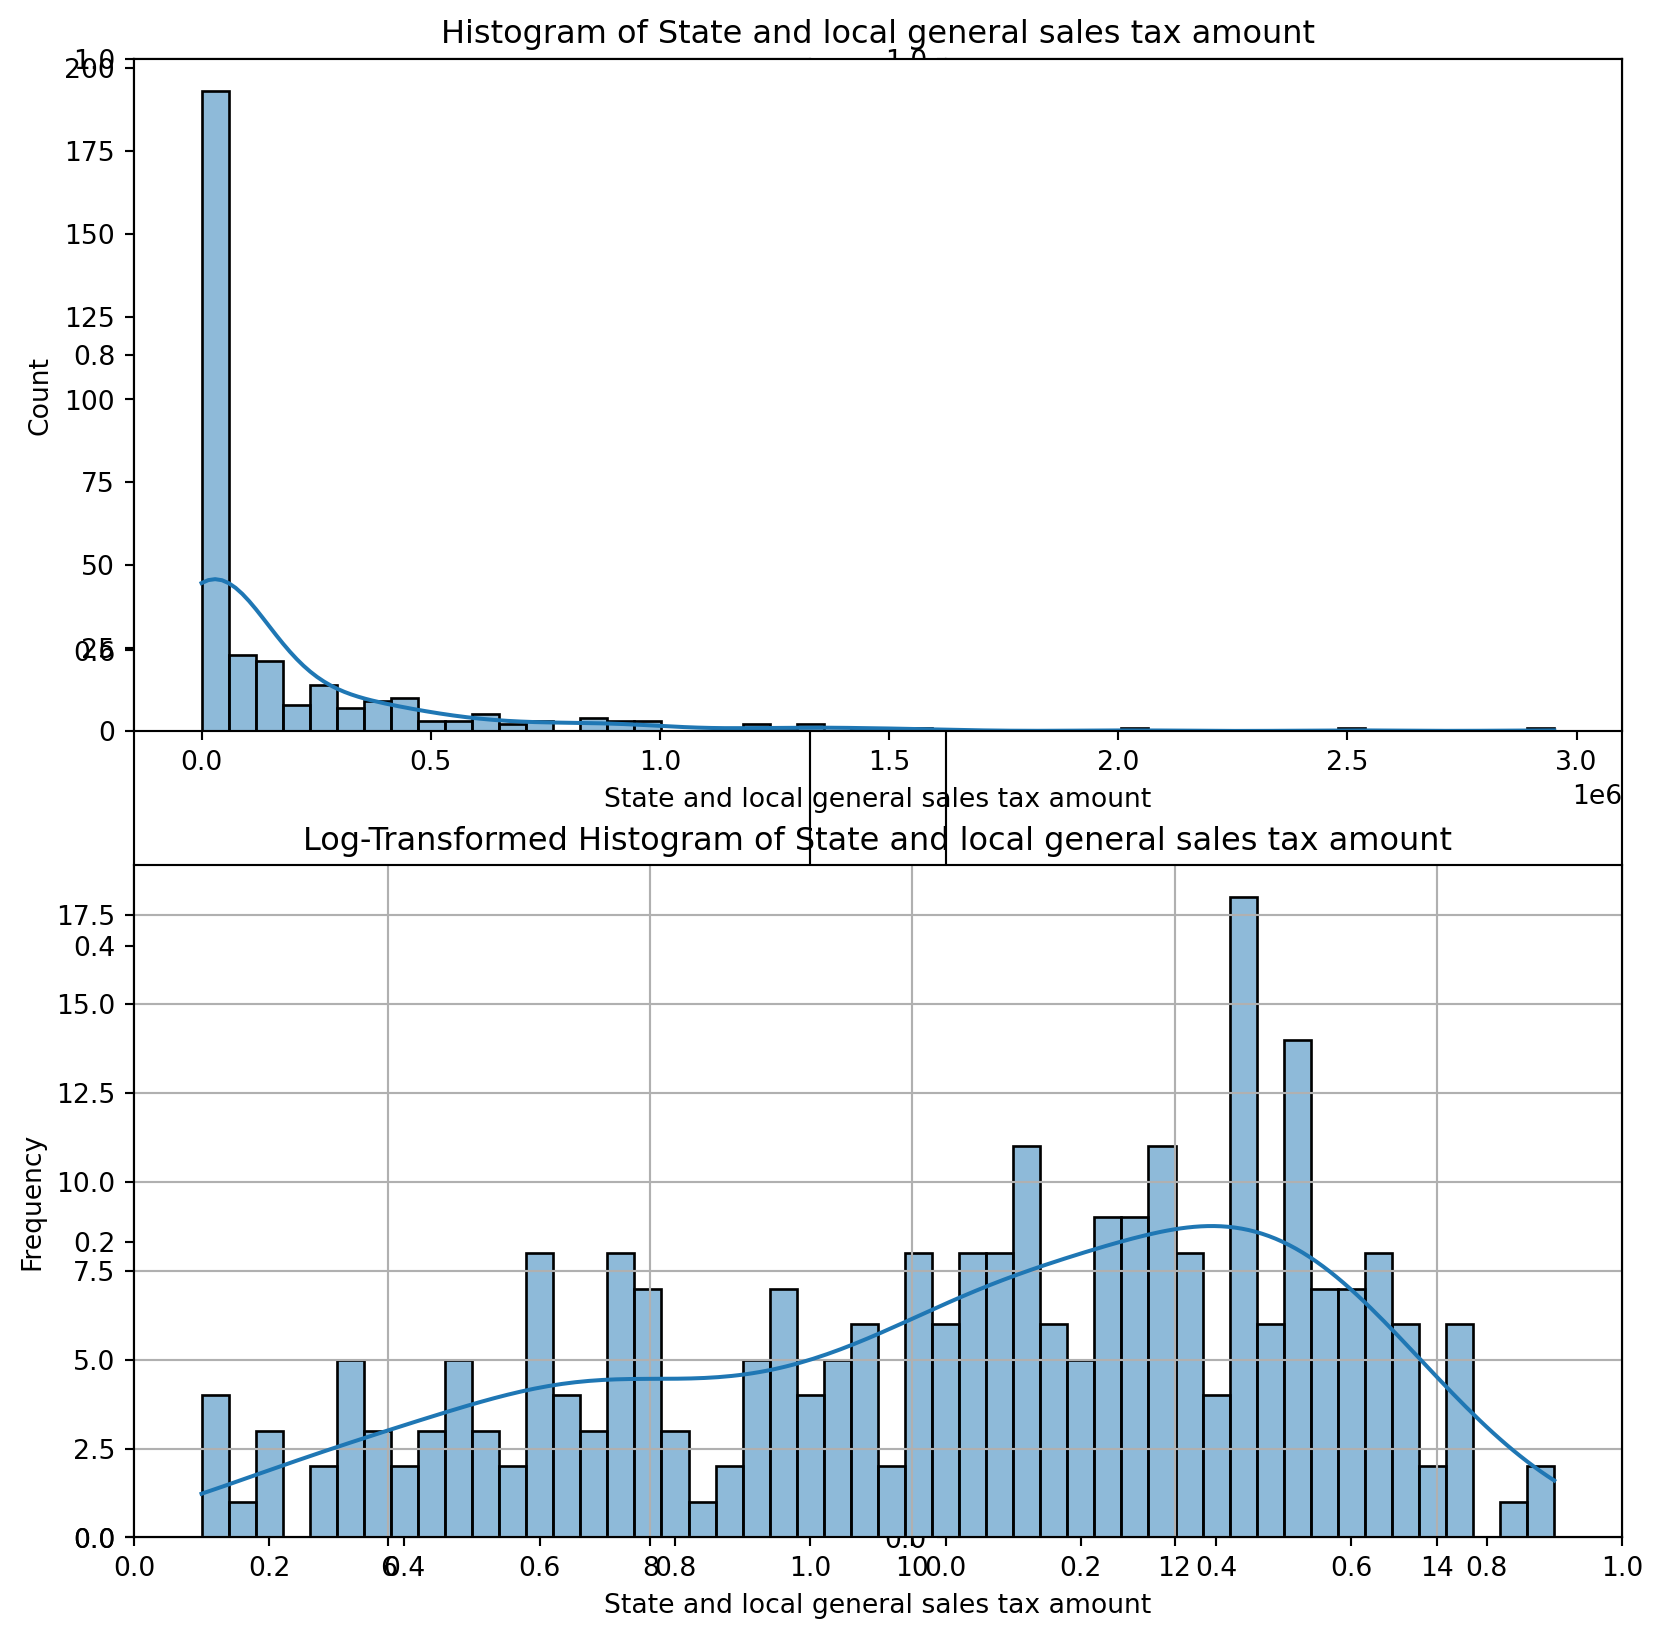 Histogram of State and local general sales tax amount
1.0
200
1.0
175
150
125
0.8
100
75
50
25
0.6
0
Count
0.0 0.5 1.0 1.5 2.0 2.5 3.0
1e6
State and local general sales tax amount
Log-Transformed Histogram of State and local general sales tax amount
17.5
0.4
15.0
12.5
10.0
0.2
7.5
5.0
2.5
0.0
Frequency
0.0
0.0 0.2 6 0.4 0.6 8 0.8 1.0 10 0.0 0.2 12 0.4 0.6 14 0.8 1.0
State and local general sales tax amount